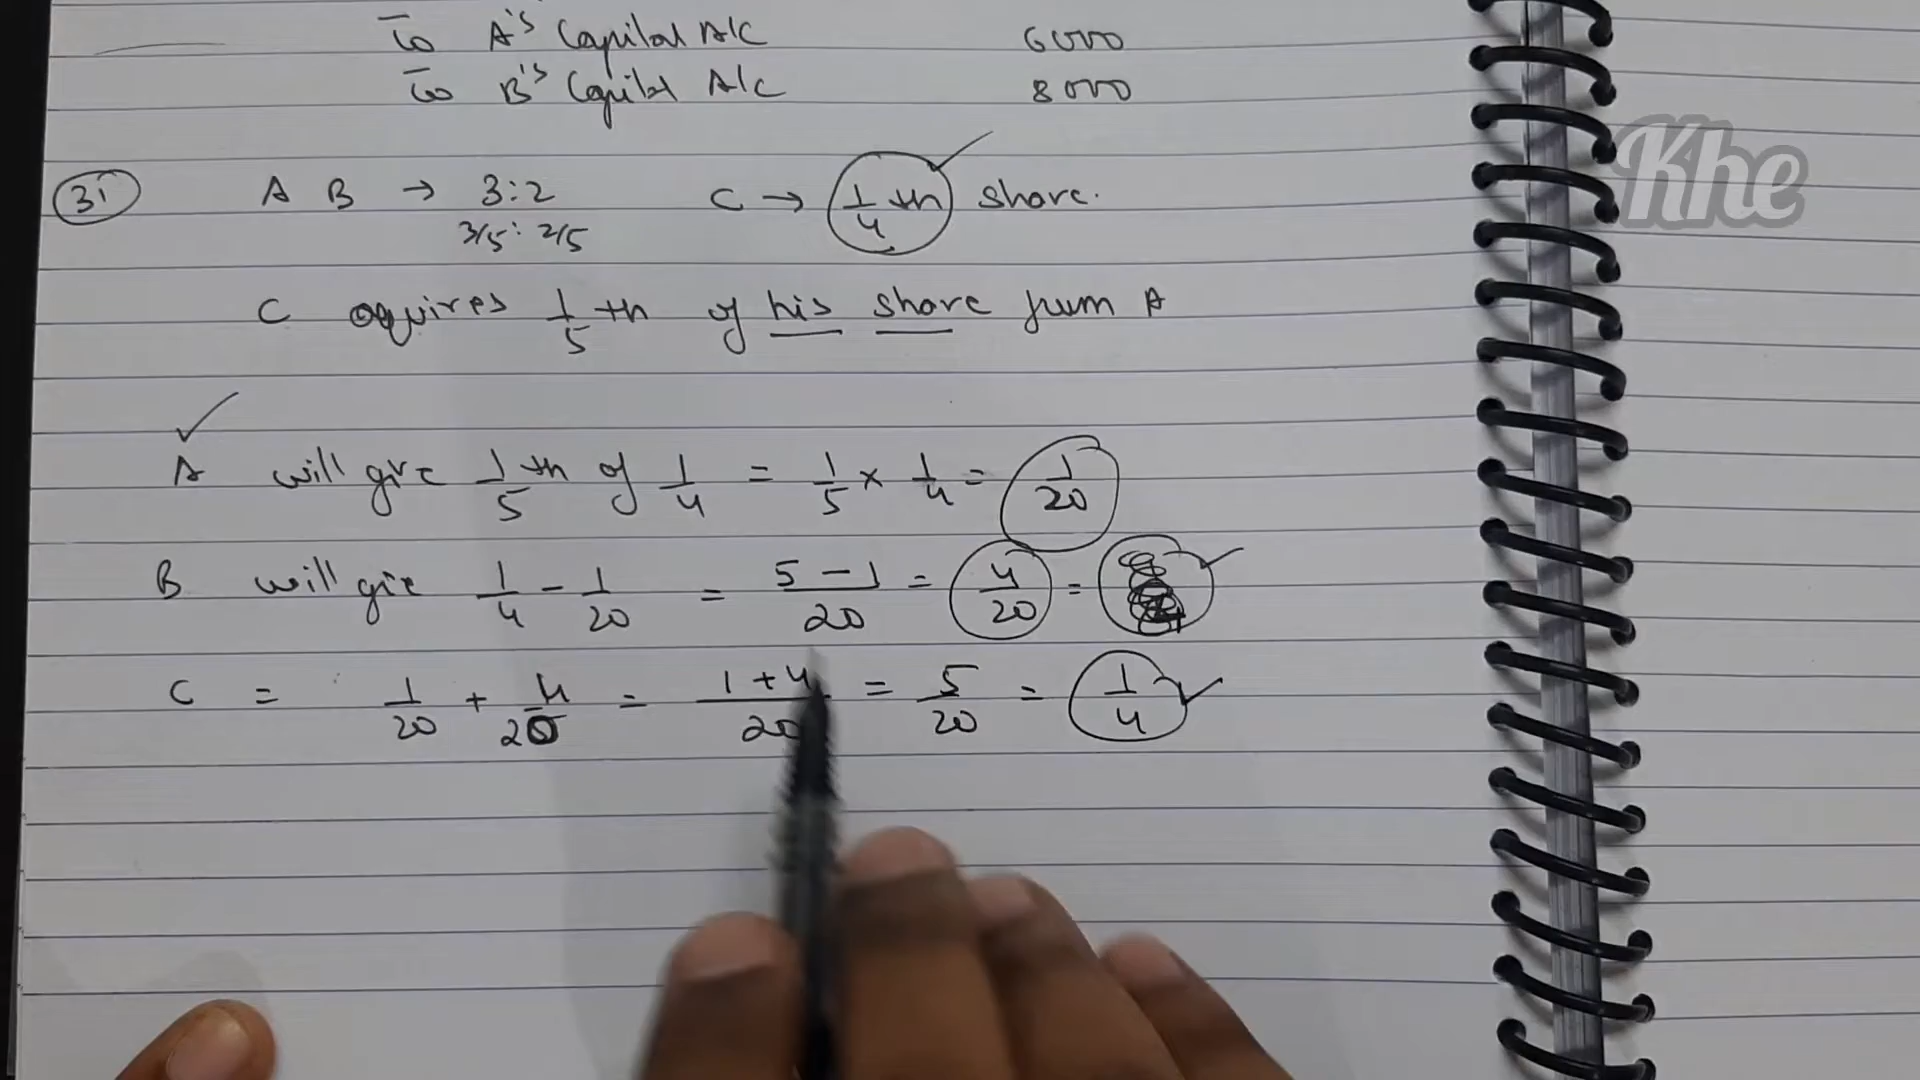 To A's Capital A/C 6000
To B's Capital A/C 8000
Khe
31 A B → 3:2 C → 1/4 th share.
3/5 : 2/5
C aquires 1/5 th of his share from A
A will give 1/5 th of 1/4 = 1/5 × 1/4 = 1/20
B will give 1/4 - 1/20 = 5 - 1/20 = 4/20 =
C = 1/20 + 4/20 = 1+4/20 = 5/20 = 1/4